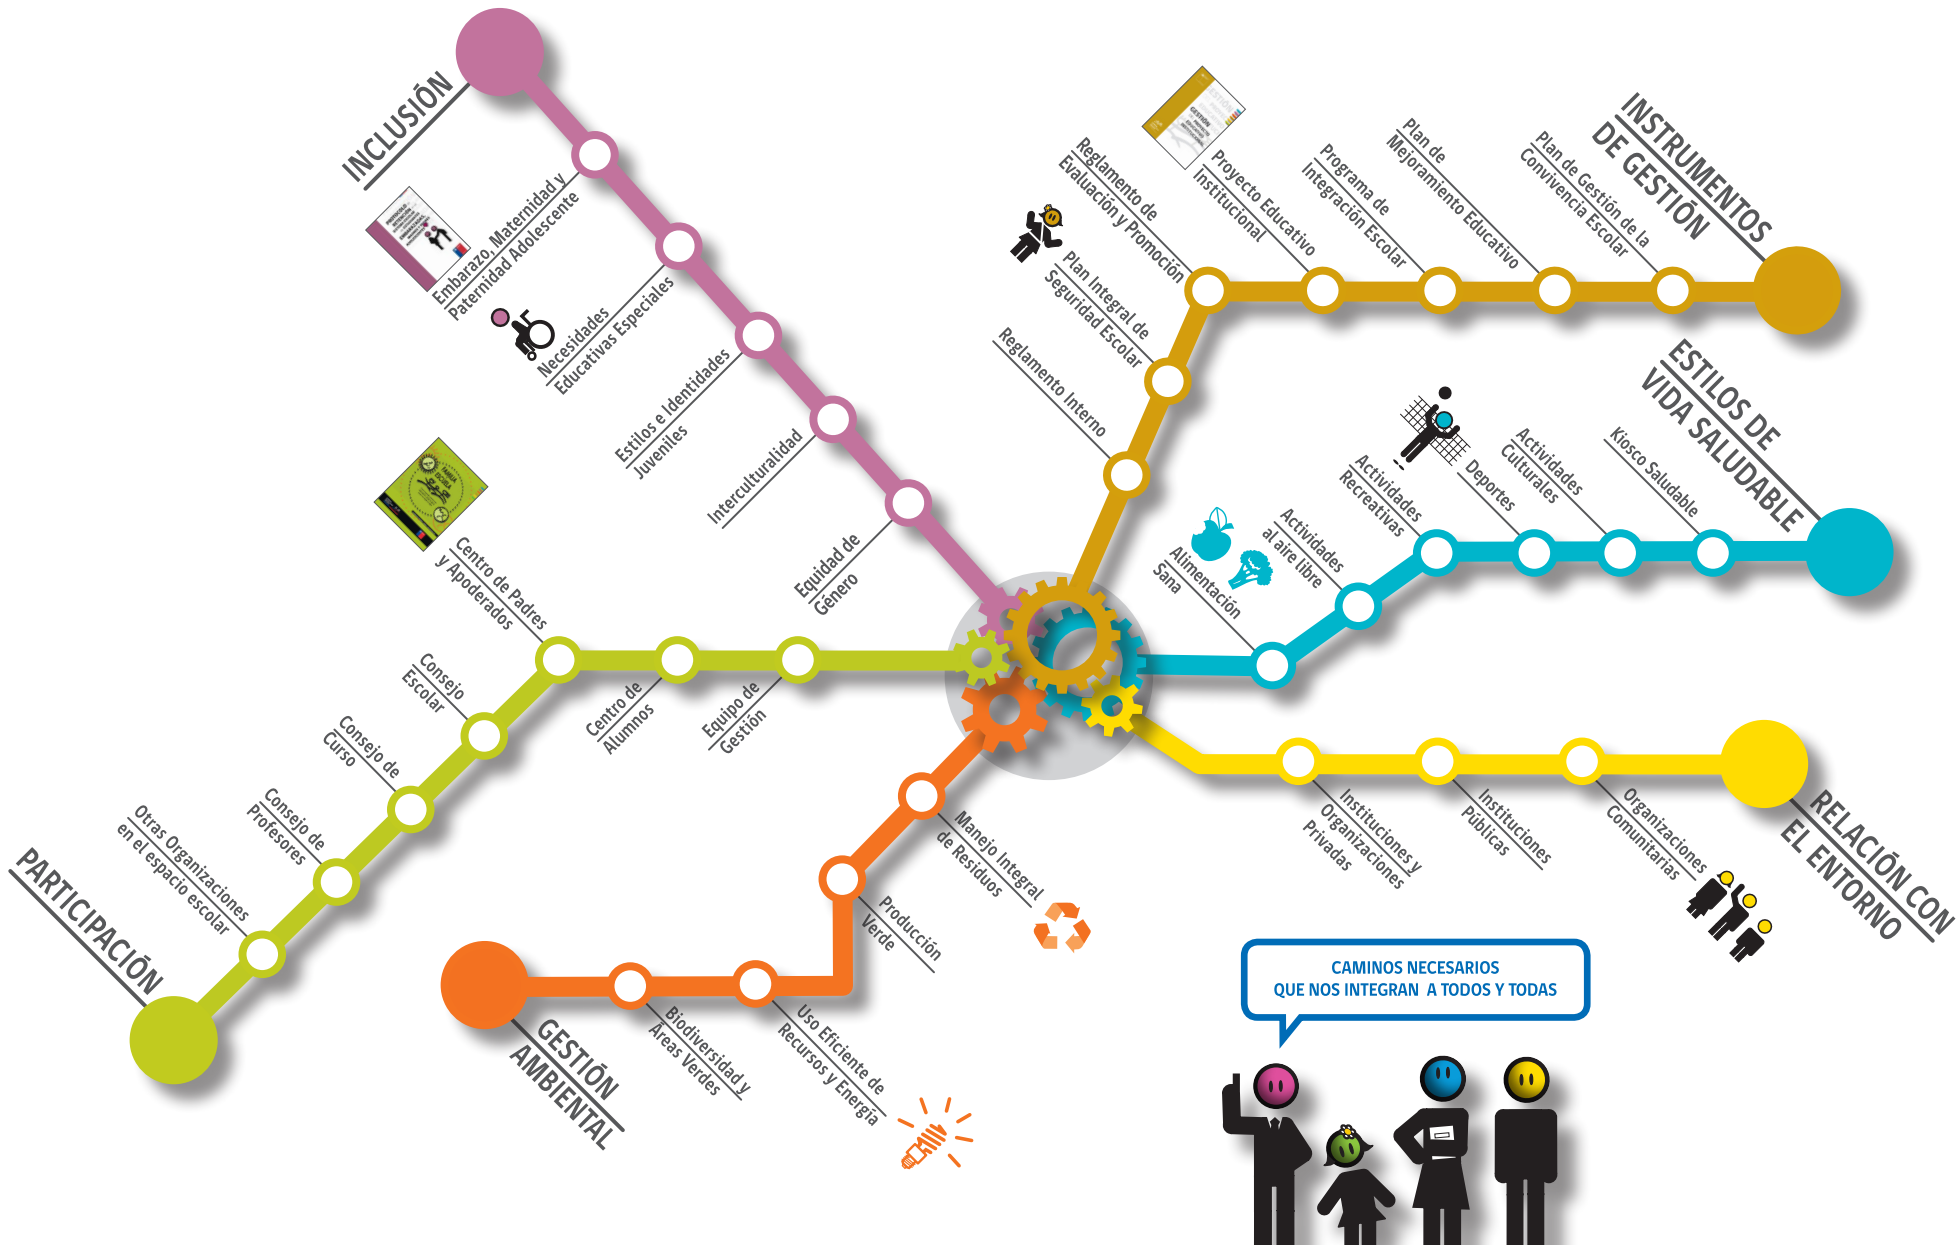 INCLUSIÓN
Embarazo, Maternidad y
Paternidad Adolescente
Necesidades
Educativas Especiales
Estilos e Identidades
Juveniles
Interculturalidad
Equidad de
Género
INSTRUMENTOS
DE GESTIÓN
Reglamento Interno
Plan Integral de
Seguridad Escolar
Reglamento de
Evaluación y Promoción
GESTIÓN
PROYECTO
EDUCATIVO
INSTITUCIONAL
Proyecto Educativo
Institucional
Programa de
Integración Escolar
Plan de
Mejoramiento Educativo
Plan de Gestión de la
Convivencia Escolar
ESTILOS DE
VIDA SALUDABLE
Alimentación
Sana
Actividades
al aire libre
Actividades
Recreativas
Deportes
Actividades
Culturales
Kiosco Saludable
Centro de Padres
y Apoderados
Consejo
Escolar
Consejo de
Curso
Consejo de
Profesores
Otras Organizaciones
en el espacio escolar
Centro de
Alumnos
Equipo de
Gestión
PARTICIPACIÓN
Manejo Integral
de Residuos
Producción
Verde
Uso Eficiente de
Recursos y Energía
Biodiversidad y
Áreas Verdes
GESTIÓN
AMBIENTAL
Instituciones y
Organizaciones
Privadas
Instituciones
Públicas
Organizaciones
Comunitarias
RELACIÓN CON
EL ENTORNO
CAMINOS NECESARIOS
QUE NOS INTEGRAN A TODOS Y TODAS